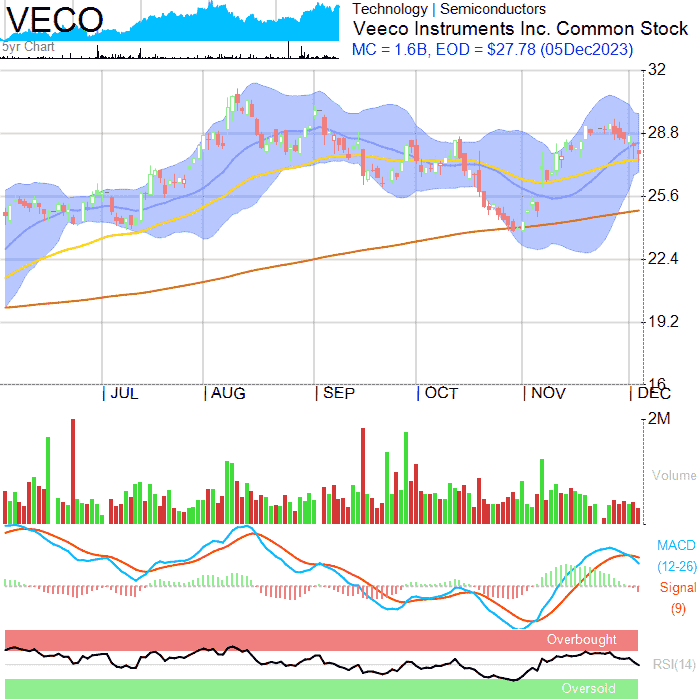 VECO
5yr Chart
Technology | Semiconductors
Veeco Instruments Inc. Common Stock
MC = 1.6B, EOD = $27.78 (05Dec2023)
32
28.8
25.6
22.4
19.2
16
JUL
AUG
SEP
OCT
NOV
DEC
2M
Volume
MACD
(12-26)
Signal
(9)
Overbought
RSI(14)
Oversoid